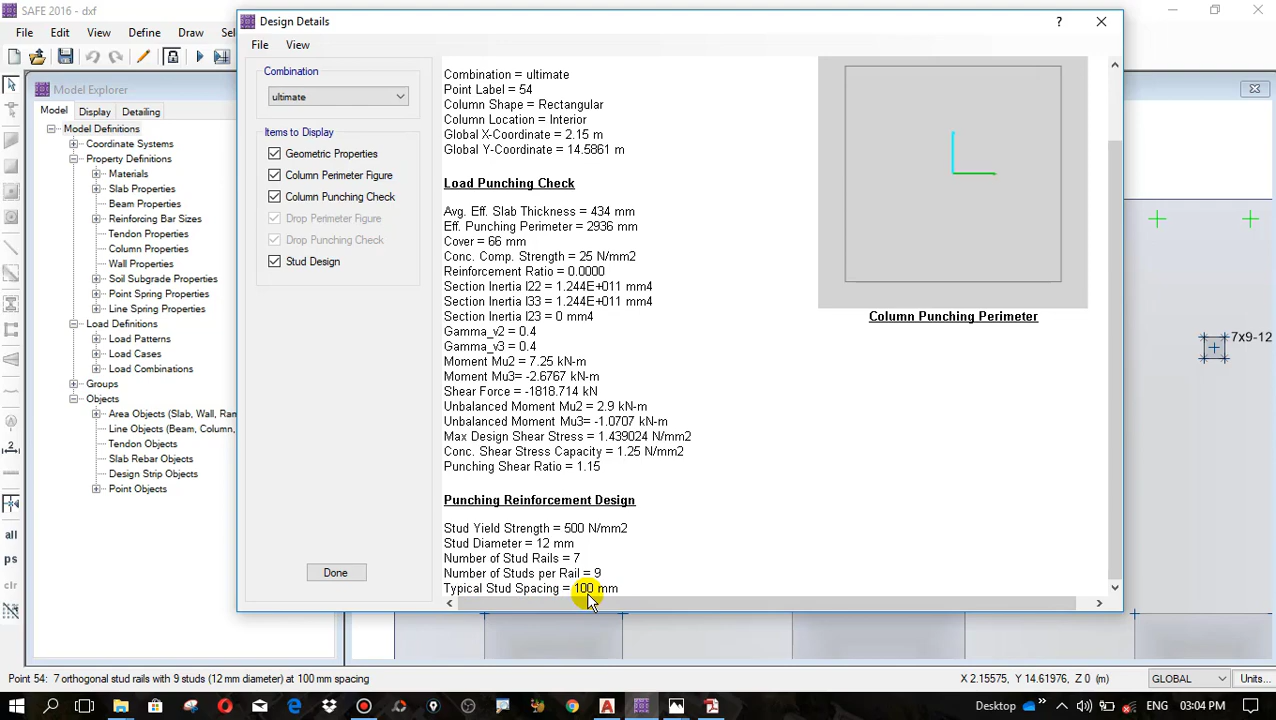 SAFE 2016 - dxf
File
Edit
View
Define
Draw
Model Explorer
Model
Display
Detailing
Model Definitions
Coordinate Systems
Property Definitions
Materials
Slab Properties
Beam Properties
Reinforcing Bar Sizes
Tendon Properties
Column Properties
Wall Properties
Soil Subgrade Properties
Point Spring Properties
Line Spring Properties
Load Definitions
Load Patterns
Load Cases
Load Combinations
Groups
Objects
Area Objects (Slab, Wall, Ram
Line Objects (Beam, Column,
Tendon Objects
Slab Rebar Objects
Design Strip Objects
Point Objects
all
ps
clr
Design Details
File
View
Combination
ultimate
Items to Display
Geometric Properties
Column Perimeter Figure
Column Punching Check
Drop Perimeter Figure
Drop Punching Check
Stud Design
Done
Combination = ultimate
Point Label = 54
Column Shape = Rectangular
Column Location = Interior
Global X-Coordinate = 2.15 m
Global Y-Coordinate = 14.5861 m
Load Punching Check
Avg. Eff. Slab Thickness = 434 mm
Eff. Punching Perimeter = 2936 mm
Cover = 66 mm
Conc. Comp. Strength = 25 N/mm2
Reinforcement Ratio = 0.0000
Section Inertia I22 = 1.244E+011 mm4
Section Inertia I33 = 1.244E+011 mm4
Section Inertia I23 = 0 mm4
Gamma_v2 = 0.4
Gamma_v3 = 0.4
Moment Mu2 = 7.25 kN-m
Moment Mu3= -2.6767 kN-m
Shear Force = -1818.714 kN
Unbalanced Moment Mu2 = 2.9 kN-m
Unbalanced Moment Mu3= -1.0707 kN-m
Max Design Shear Stress = 1.439024 N/mm2
Conc. Shear Stress Capacity = 1.25 N/mm2
Punching Shear Ratio = 1.15
Punching Reinforcement Design
Stud Yield Strength = 500 N/mm2
Stud Diameter = 12 mm
Number of Stud Rails = 7
Number of Studs per Rail = 9
Typical Stud Spacing = 100 mm
Column Punching Perimeter
7x9-12
Point 54: 7 orthogonal stud rails with 9 studs (12 mm diameter) at 100 mm spacing
X 2.15575, Y 14.61976, Z 0 (m)
GLOBAL
Units...
Desktop
ENG
03:04 PM